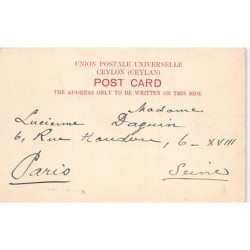 UNION POSTALE UNIVERSELLE
CEYLON (CEYLAN)
POST CARD
THE ADDRESS ONLY TO BE WRITTEN ON THIS SIDE
Madame
Lucienne Daguin
6, Rue Houdon, 6 - XVIII
Paris
Seine